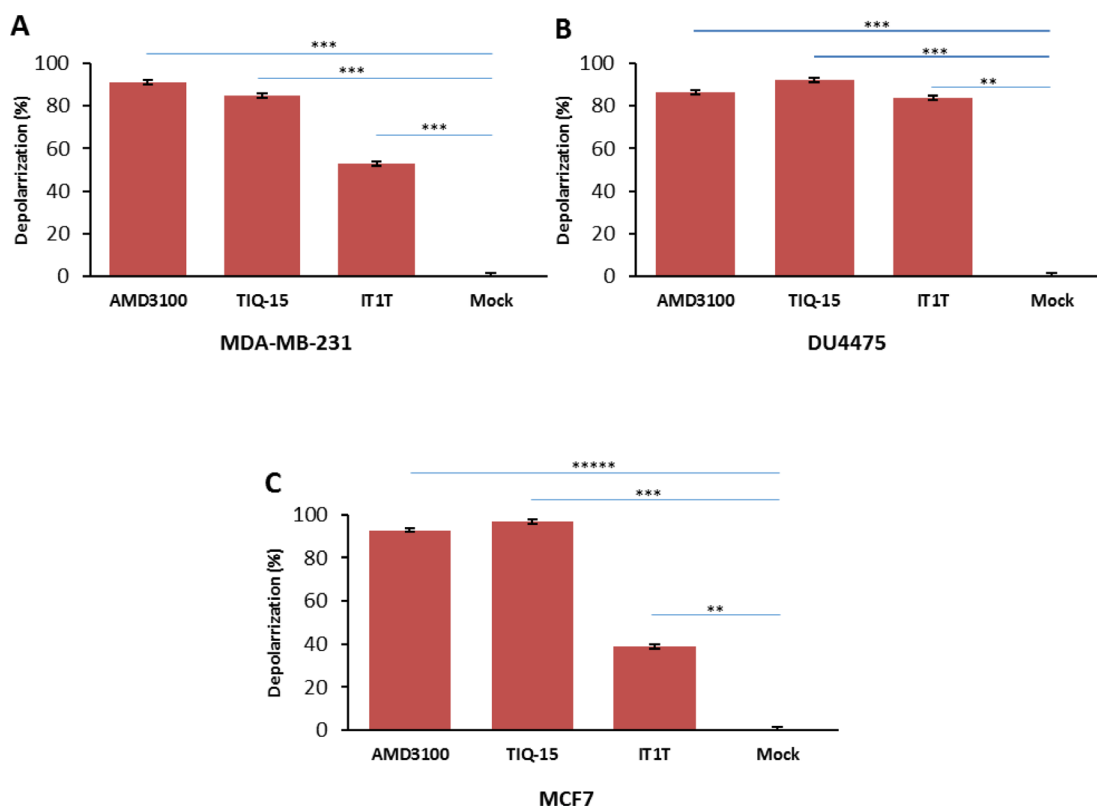 A
***
***
***
100
80
60
40
20
0
Depolarrization (%)
AMD3100 TIQ-15 IT1T Mock
MDA-MB-231
B
***
***
**
100
80
60
40
20
0
Depolarrization (%)
AMD3100 TIQ-15 IT1T Mock
DU4475
C
*****
***
**
100
80
60
40
20
0
Depolarrization (%)
AMD3100 TIQ-15 IT1T Mock
MCF7